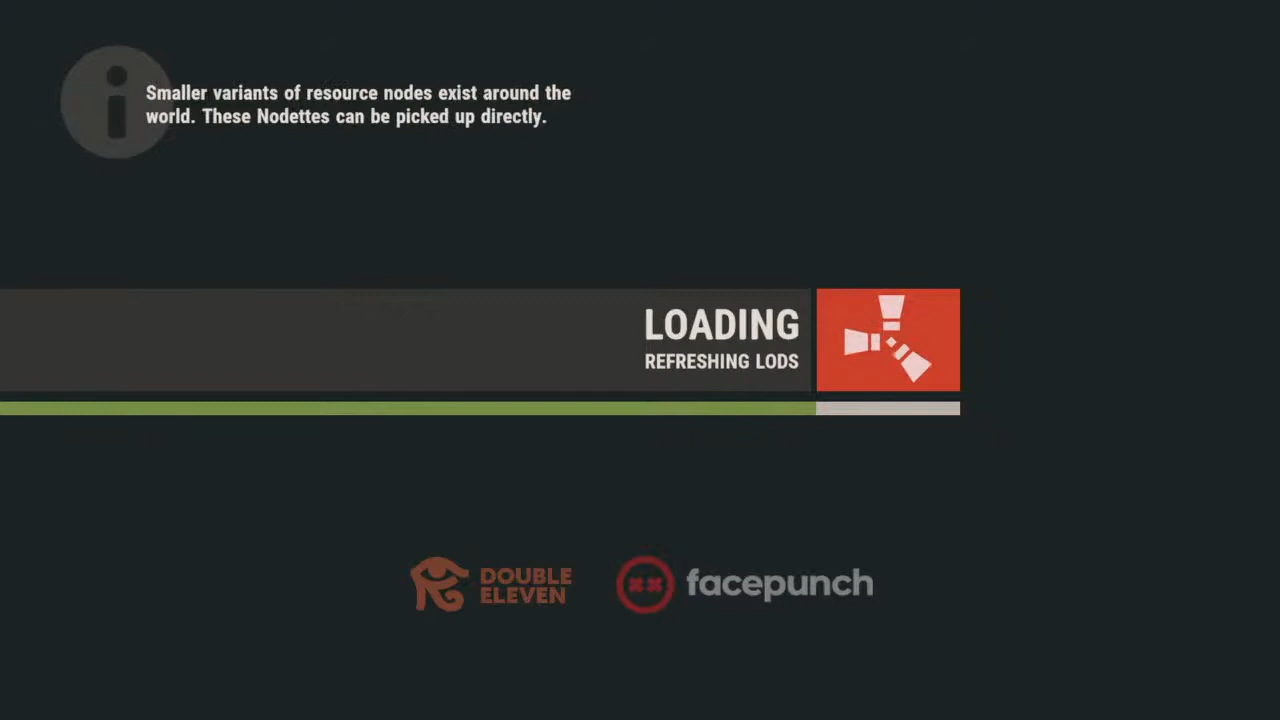 Smaller variants of resource nodes exist around the
world. These Nodettes can be picked up directly.
LOADING
REFRESHING LODS
DOUBLE
ELEVEN
facepunch